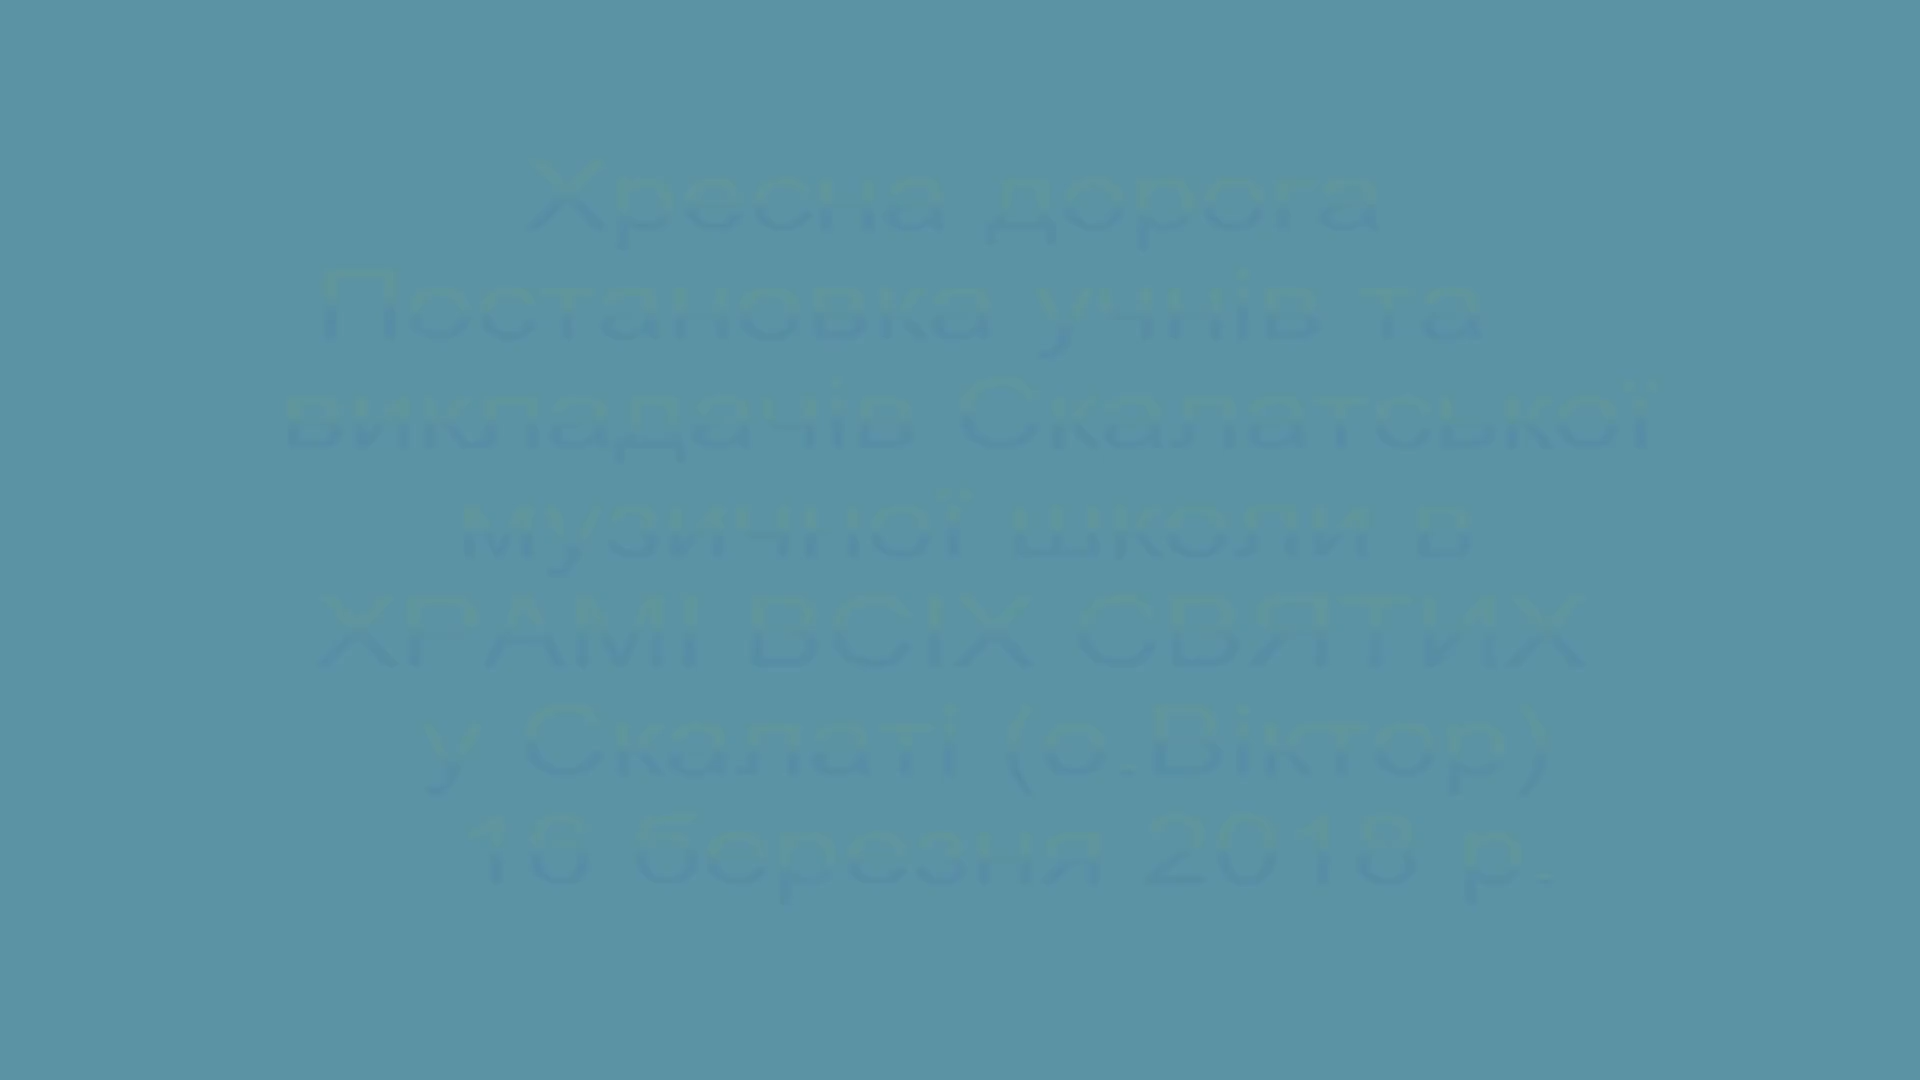 Хресна дорога
Постановка учнів та
викладачів Скалатської
музичної школи в
ХРАМІ ВСІХ СВЯТИХ
у Скалаті (о.Віктор)
16 березня 2018 р.